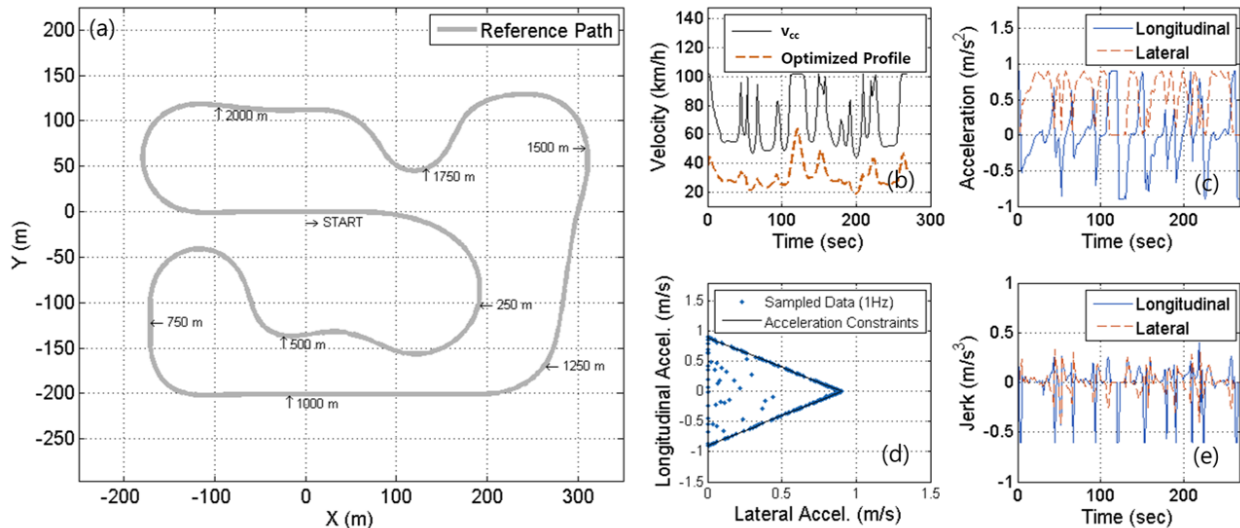 (a)
Reference Path
200
150
100
50
0
-50
-100
-150
-200
-250
Y (m)
↑2000 m
1500 m→
↑1750 m
↦START
←250 m
←750 m
↑500 m
←1250 m
↑1000 m
-200 -100 0 100 200 300
X (m)
Vcc
Optimized Profile
140
120
100
80
60
40
20
Velocity (km/h)
(b)
0 100 200 300
Time (sec)
Longitudinal
Lateral
1
0.5
0
-0.5
-1
Acceleration (m/s²)
(c)
0 100 200
Time (sec)
Sampled Data (1Hz)
Acceleration Constraints
1.5
1
0.5
0
-0.5
-1
-1.5
Longitudinal Accel. (m/s)
(d)
0 0.5 1 1.5
Lateral Accel. (m/s)
Longitudinal
Lateral
1
0.5
0
-0.5
-1
Jerk (m/s³)
(e)
0 100 200
Time (sec)